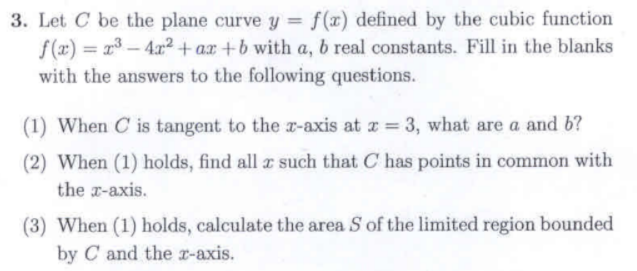 3. Let C be the plane curve y = f(x) defined by the cubic function
f(x) = x³ − 4x² + ax + b with a, b real constants. Fill in the blanks
with the answers to the following questions.
(1) When C is tangent to the x-axis at x = 3, what are a and b?
(2) When (1) holds, find all x such that C has points in common with
the x-axis.
(3) When (1) holds, calculate the area S of the limited region bounded
by C and the x-axis.